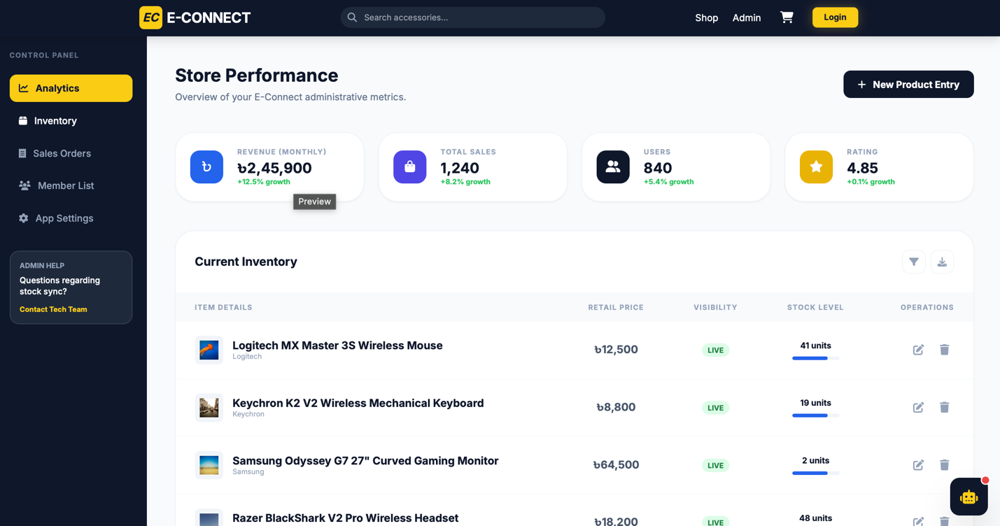 EC E-CONNECT
Search accessories...
Shop
Admin
Login
CONTROL PANEL
Analytics
Inventory
Sales Orders
Member List
App Settings
ADMIN HELP
Questions regarding
stock sync?
Contact Tech Team
Store Performance
Overview of your E-Connect administrative metrics.
+ New Product Entry
৳
REVENUE (MONTHLY)
৳2,45,900
+12.5% growth
TOTAL SALES
1,240
+8.2% growth
USERS
840
+5.4% growth
RATING
4.85
+0.1% growth
Preview
Current Inventory
ITEM DETAILS RETAIL PRICE VISIBILITY STOCK LEVEL OPERATIONS
Logitech MX Master 3S Wireless Mouse
Logitech
৳12,500
LIVE
41 units
Keychron K2 V2 Wireless Mechanical Keyboard
Keychron
৳8,800
LIVE
19 units
Samsung Odyssey G7 27" Curved Gaming Monitor
Samsung
৳64,500
LIVE
2 units
Razer BlackShark V2 Pro Wireless Headset
৳18,200
LIVE
48 units